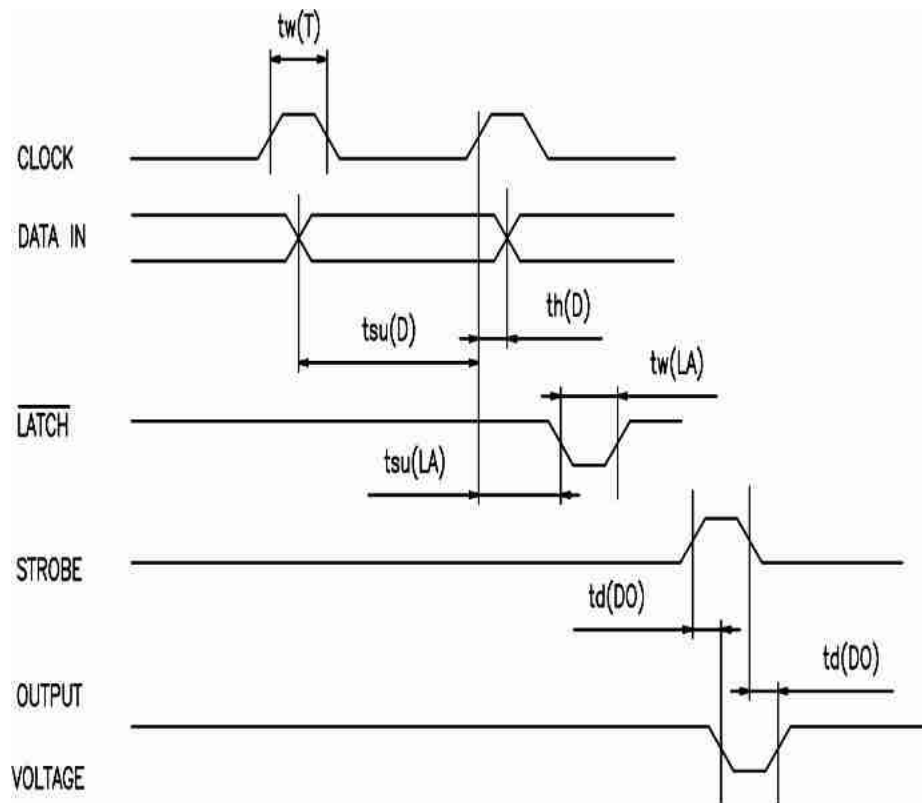 tw(T)
CLOCK
DATA IN
th(D)
tsu(D)
tw(LA)
LATCH
tsu(LA)
STROBE
td(DO)
td(DO)
OUTPUT
VOLTAGE